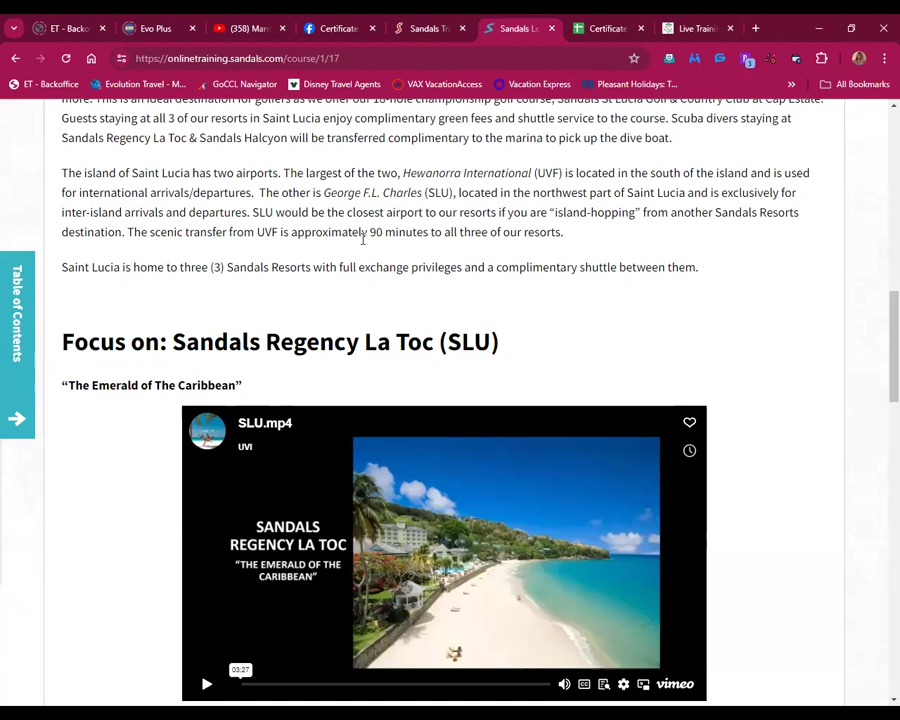 ET - Backo
Evo Plus
(358) Marr
Certificate
Sandals Tr
Sandals Le
Certificate
Live Traini
https://onlinetraining.sandals.com/course/1/17
ET - Backoffice
Evolution Travel - M...
GoCCL Navigator
Disney Travel Agents
VAX VacationAccess
Vacation Express
Pleasant Holidays: T...
All Bookmarks
more. This is an ideal destination for golfers as we offer our 18-hole championship golf course, Sandals St Lucia Golf & Country Club at Cap Estate.
Guests staying at all 3 of our resorts in Saint Lucia enjoy complimentary green fees and shuttle service to the course. Scuba divers staying at
Sandals Regency La Toc & Sandals Halcyon will be transferred complimentary to the marina to pick up the dive boat.
The island of Saint Lucia has two airports. The largest of the two, Hewanorra International (UVF) is located in the south of the island and is used
for international arrivals/departures. The other is George F.L. Charles (SLU), located in the northwest part of Saint Lucia and is exclusively for
inter-island arrivals and departures. SLU would be the closest airport to our resorts if you are “island-hopping” from another Sandals Resorts
destination. The scenic transfer from UVF is approximately 90 minutes to all three of our resorts.
Saint Lucia is home to three (3) Sandals Resorts with full exchange privileges and a complimentary shuttle between them.
Table of Contents
Focus on: Sandals Regency La Toc (SLU)
“The Emerald of The Caribbean”
SLU.mp4
UVI
SANDALS
REGENCY LA TOC
“THE EMERALD OF THE
CARIBBEAN”
03:27
CC
vimeo